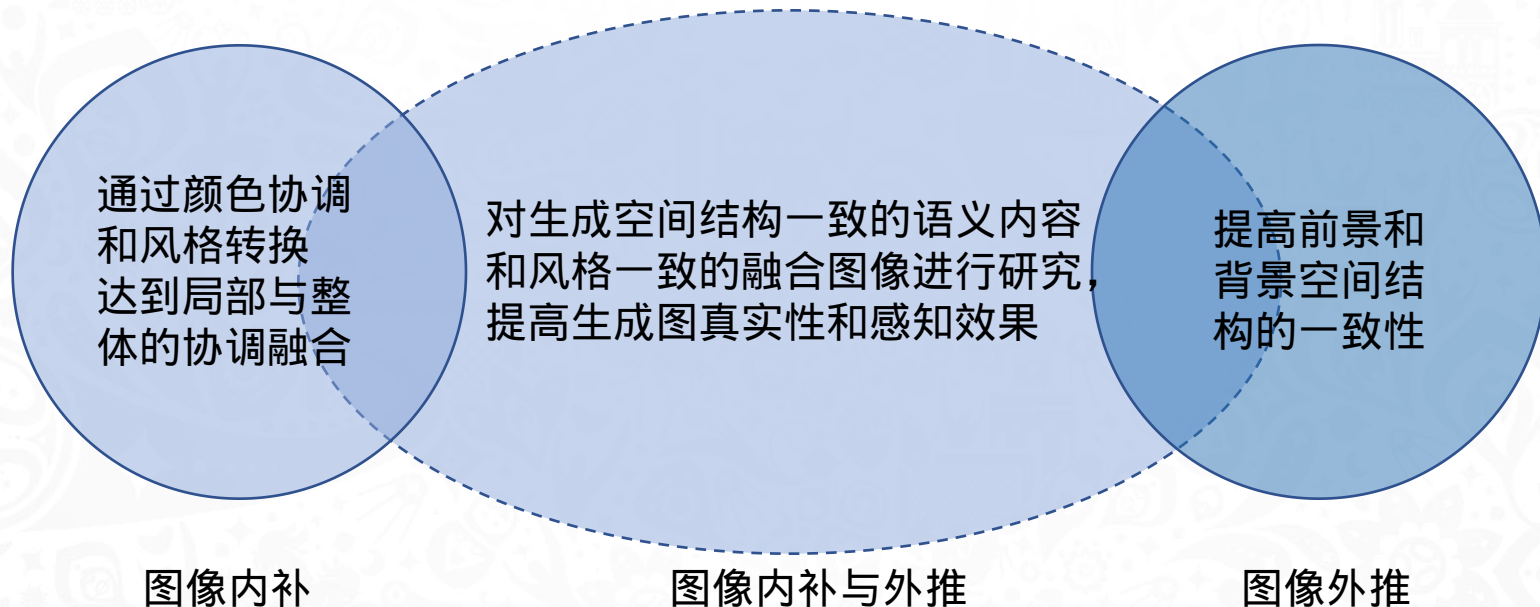 通过颜色协调
和风格转换
达到局部与整
体的协调融合
对生成空间结构一致的语义内容
和风格一致的融合图像进行研究，
提高生成图真实性和感知效果
提高前景和
背景空间结
构的一致性
图像内补
图像内补与外推
图像外推